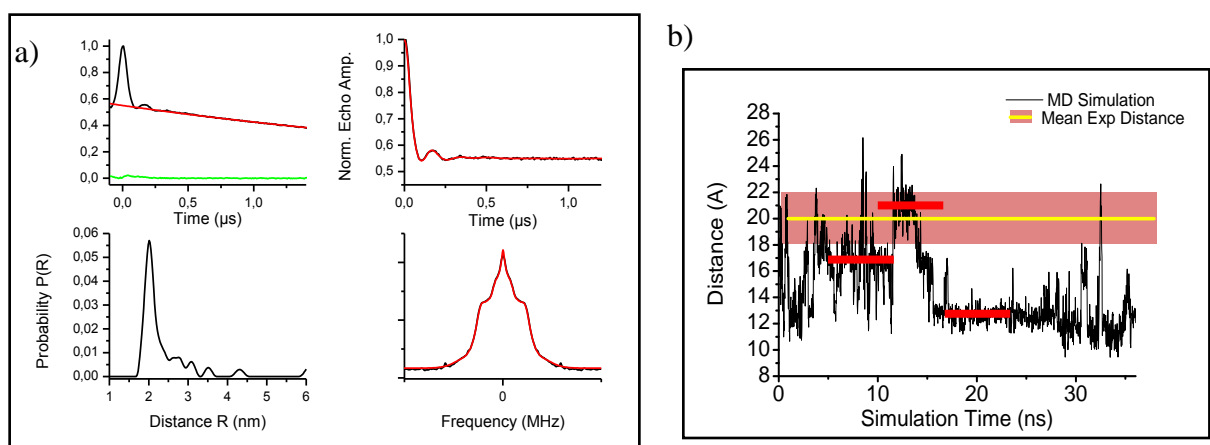 a)
1,0
0,8
0,6
0,4
0,2
0,0
0,0 0,5 1,0
Time (µs)
Norm. Echo Amp.
1,0
0,9
0,8
0,7
0,6
0,5
0,0 0,5 1,0
Time (µs)
Probability P(R)
0,06
0,05
0,04
0,03
0,02
0,01
0,00
1 2 3 4 5 6
Distance R (nm)
0
Frequency (MHz)
b)
MD Simulation
Mean Exp Distance
Distance (A)
28
26
24
22
20
18
16
14
12
10
8
0 10 20 30
Simulation Time (ns)